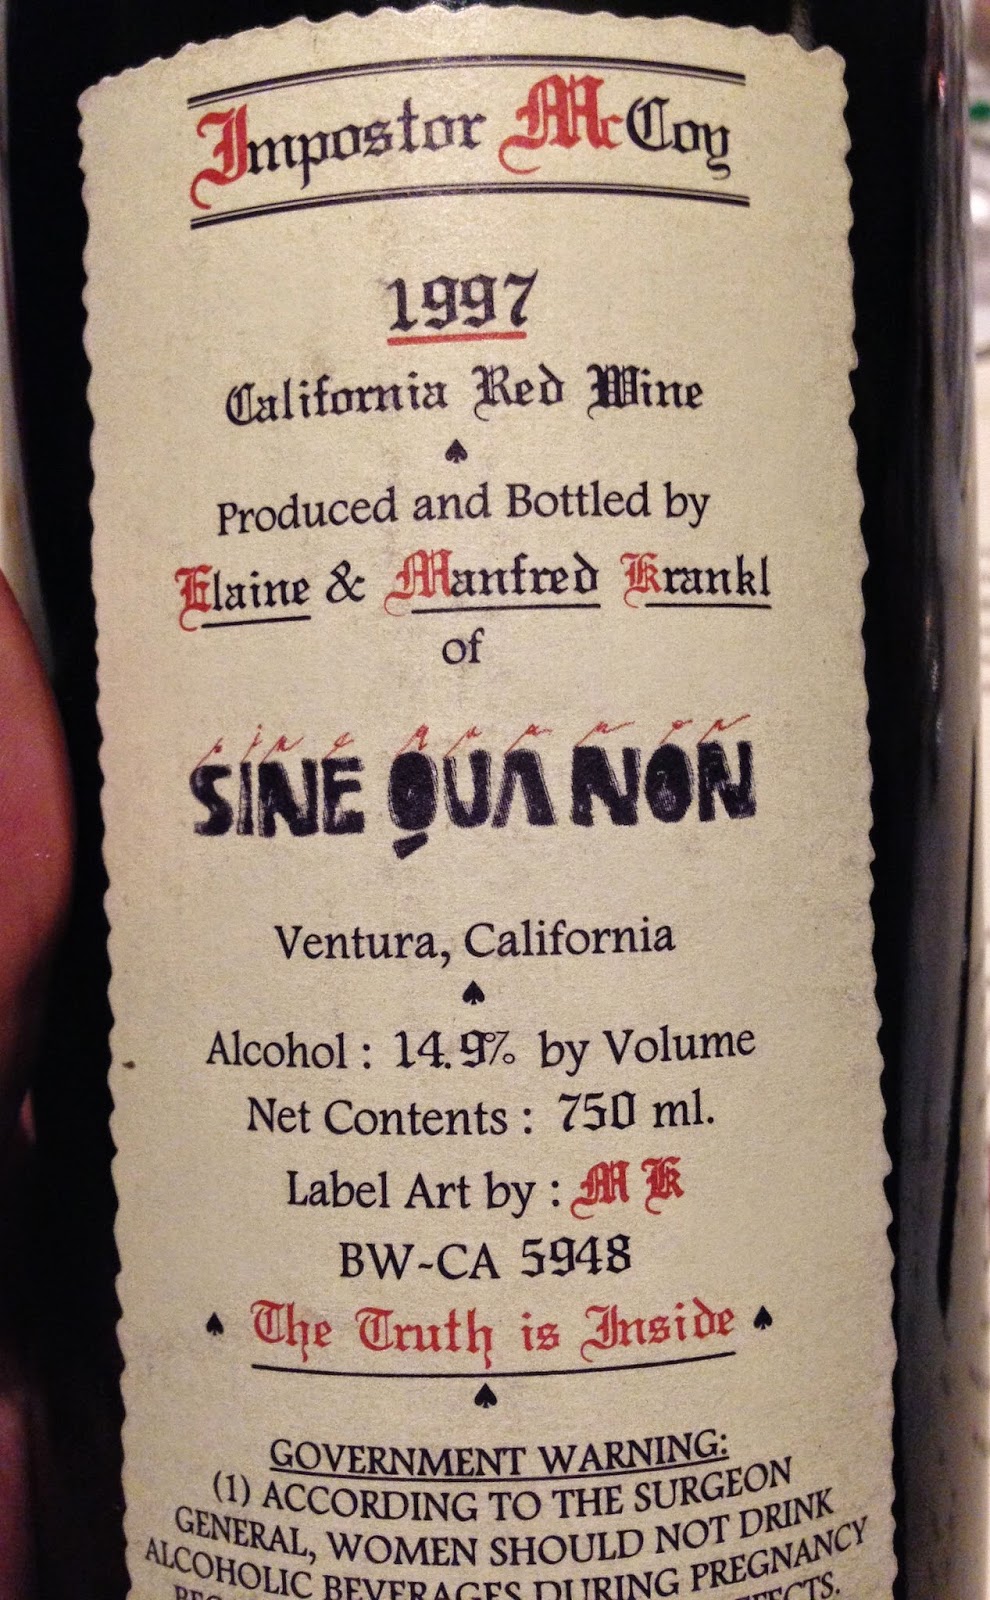 Impostor McCoy
1997
California Red Wine
Produced and Bottled by
Elaine & Manfred Krankl
of
SINE QUA NON
Ventura, California
Alcohol : 14.9% by Volume
Net Contents : 750 ml.
Label Art by : MK
BW-CA 5948
The Truth is Inside
GOVERNMENT WARNING:
(1) ACCORDING TO THE SURGEON
GENERAL, WOMEN SHOULD NOT DRINK
ALCOHOLIC BEVERAGES DURING PREGNANCY